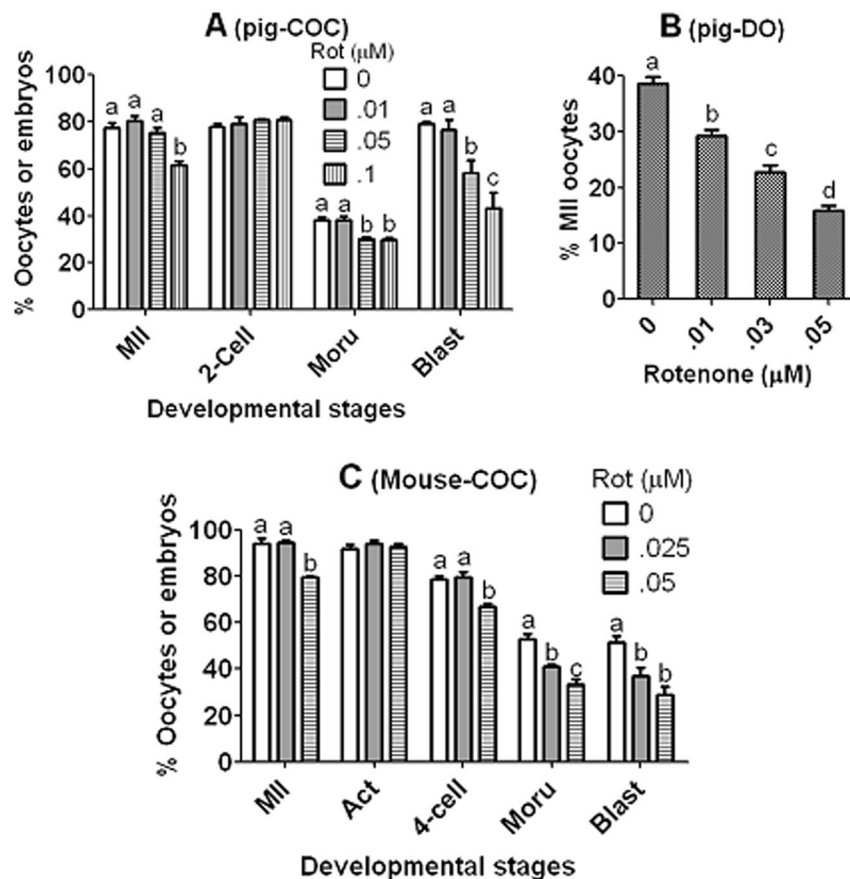 A (pig-COC)
Rot (μM)
0
.01
.05
.1
% Oocytes or embryos
100
80
60
40
20
0
a a a b
a a b b
a a b c
MII 2-Cell Moru Blast
Developmental stages
B (pig-DO)
% MII oocytes
40
30
20
10
0
a
b
c
d
0 .01 .03 .05
Rotenone (μM)
C (Mouse-COC)
Rot (μM)
0
.025
.05
% Oocytes or embryos
100
80
60
40
20
0
a a b
a a b
a b c
a b b
MII Act 4-cell Moru Blast
Developmental stages